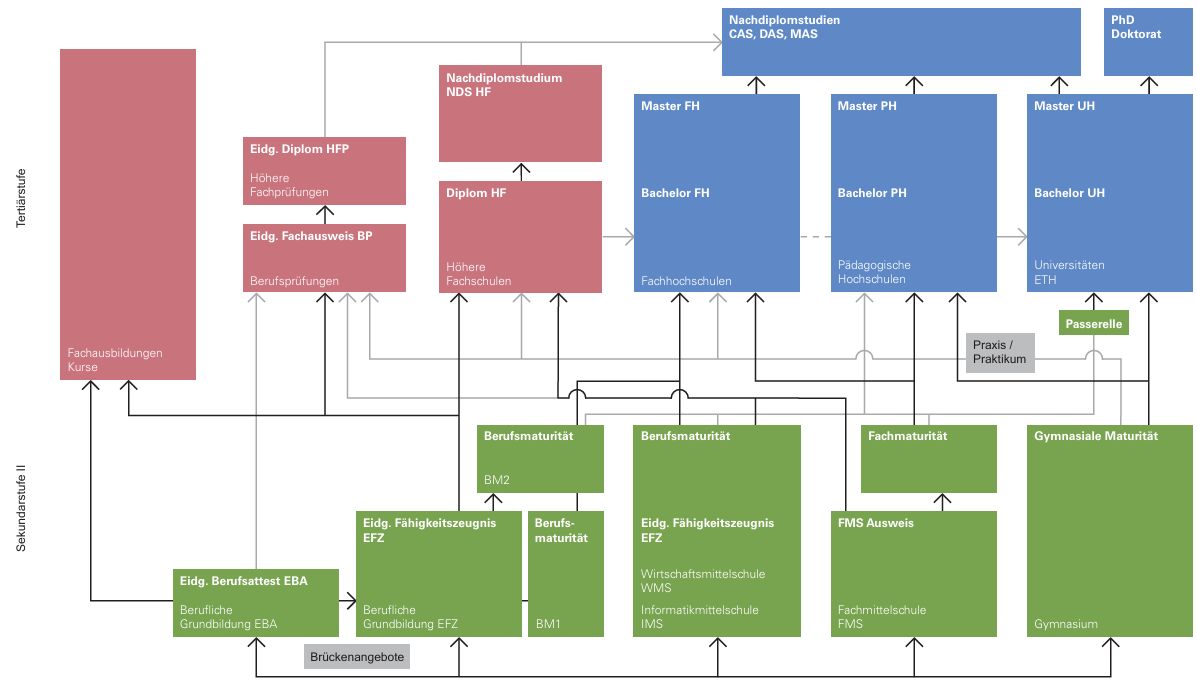 Nachdiplomstudien
CAS, DAS, MAS
PhD
Doktorat
Nachdiplomstudium
NDS HF
Master FH
Master PH
Master UH
Eidg. Diplom HFP
Höhere
Fachprüfungen
Diplom HF
Bachelor FH
Bachelor PH
Bachelor UH
Tertiärstufe
Eidg. Fachausweis BP
Berufsprüfungen
Höhere
Fachschulen
Fachhochschulen
Pädagogische
Hochschulen
Universitäten
ETH
Passerelle
Praxis /
Praktikum
Fachausbildungen
Kurse
Berufsmaturität
BM2
Berufsmaturität
Fachmaturität
Gymnasiale Maturität
Sekundarstufe II
Eidg. Fähigkeitszeugnis
EFZ
Berufs-
maturität
Eidg. Fähigkeitszeugnis
EFZ
FMS Ausweis
Eidg. Berufsattest EBA
Berufliche
Grundbildung EBA
Berufliche
Grundbildung EFZ
BM1
Wirtschaftsmittelschule
WMS
Informatikmittelschule
IMS
Fachmittelschule
FMS
Gymnasium
Brückenangebote